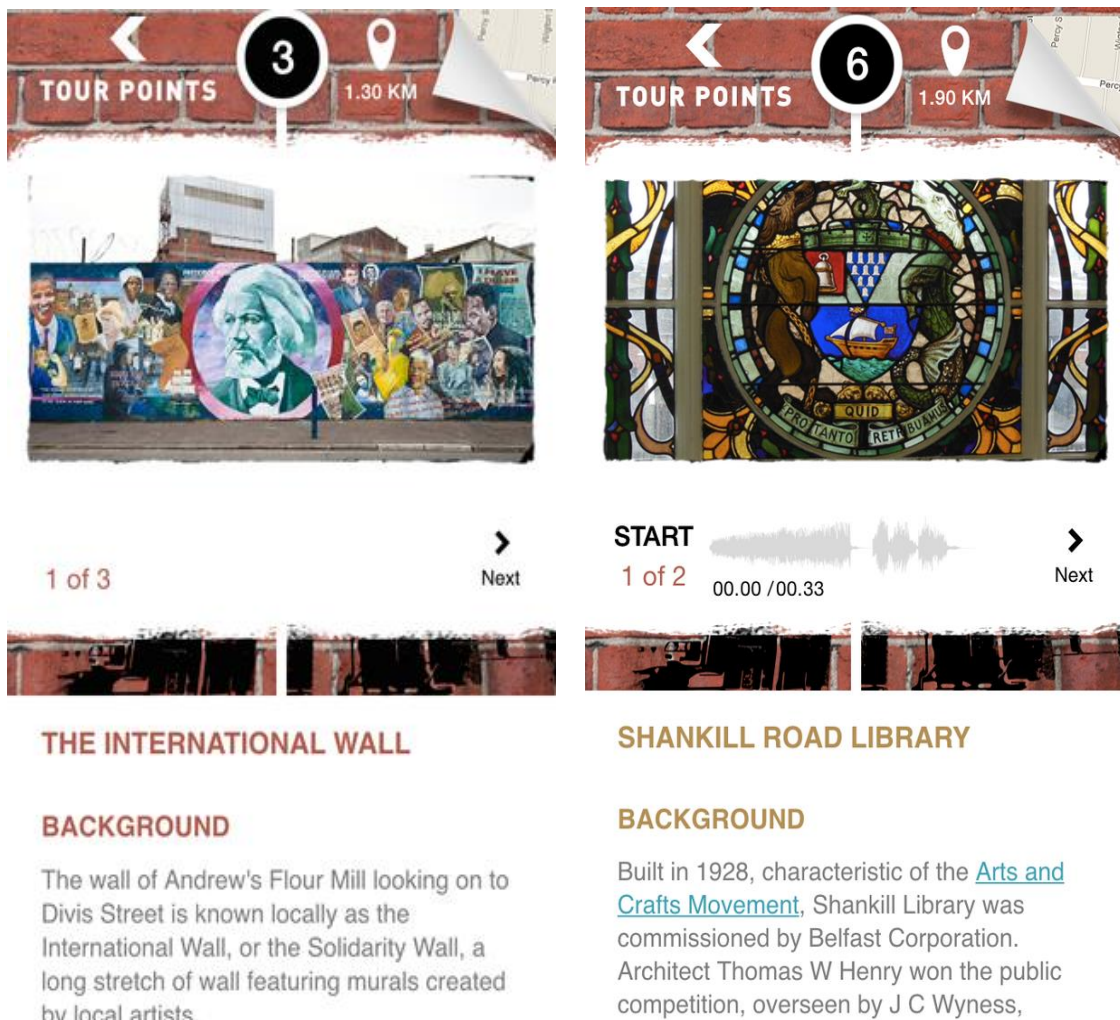 3
TOUR POINTS
1.30 KM
Percy
1 of 3
Next
THE INTERNATIONAL WALL
BACKGROUND
The wall of Andrew's Flour Mill looking on to
Divis Street is known locally as the
International Wall, or the Solidarity Wall, a
long stretch of wall featuring murals created
by local artists.
6
TOUR POINTS
1.90 KM
Percy S
Percy
PRO TANTO QUID RETRIBUAMUS
START
1 of 2
00.00 / 00.33
Next
SHANKILL ROAD LIBRARY
BACKGROUND
Built in 1928, characteristic of the Arts and
Crafts Movement, Shankill Library was
commissioned by Belfast Corporation.
Architect Thomas W Henry won the public
competition, overseen by J C Wyness,